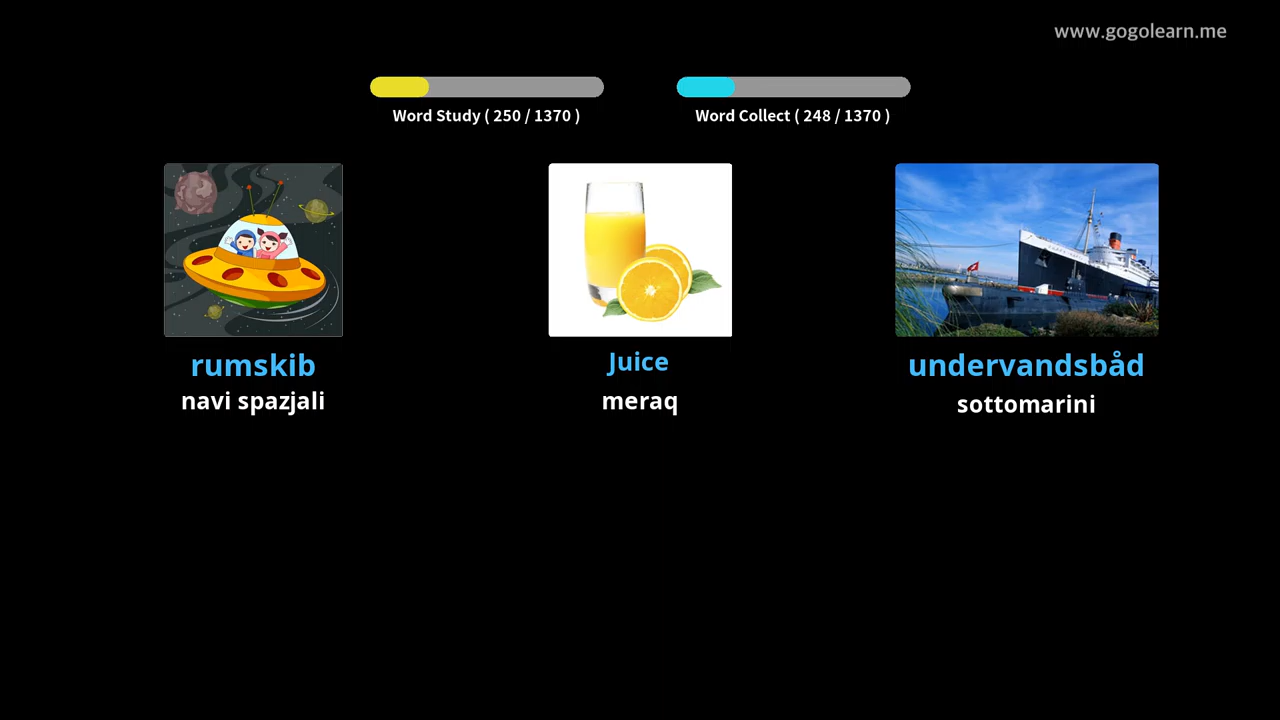 www.gogolearn.me
Word Study ( 250 / 1370 )
Word Collect ( 248 / 1370 )
rumskib
navi spazjali
Juice
meraq
undervandsbåd
sottomarini